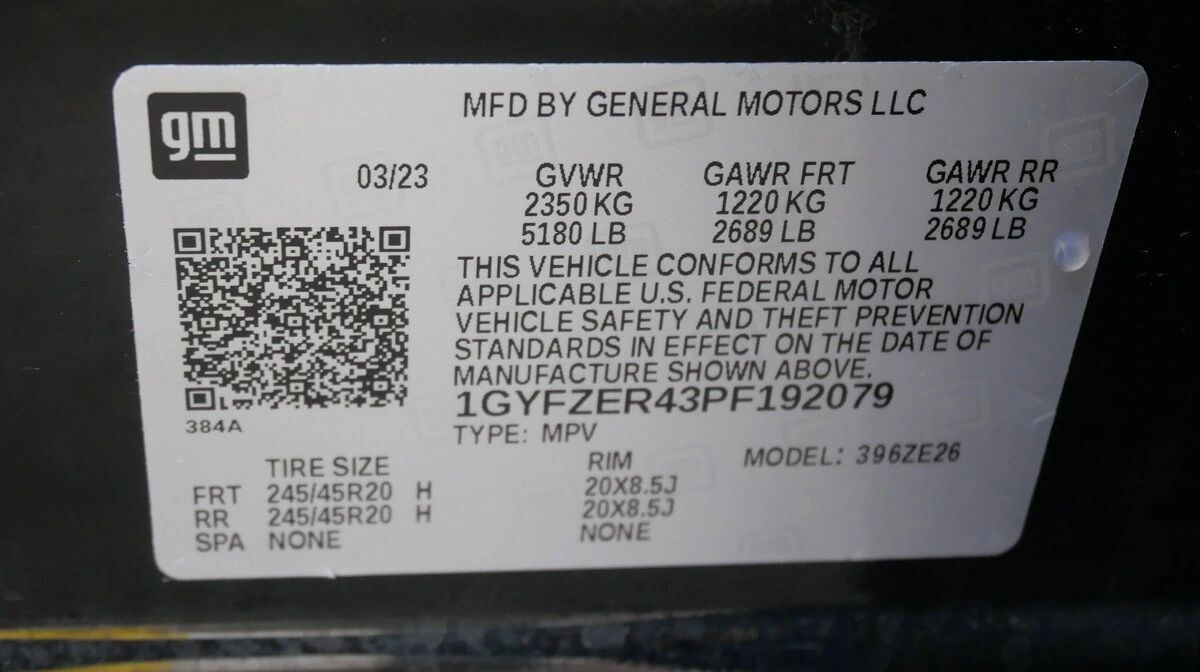 gm
MFD BY GENERAL MOTORS LLC
03/23 GVWR GAWR FRT GAWR RR
2350 KG 1220 KG 1220 KG
5180 LB 2689 LB 2689 LB
THIS VEHICLE CONFORMS TO ALL
APPLICABLE U.S. FEDERAL MOTOR
VEHICLE SAFETY AND THEFT PREVENTION
STANDARDS IN EFFECT ON THE DATE OF
MANUFACTURE SHOWN ABOVE.
1GYFZER43PF192079
384A
TYPE: MPV
TIRE SIZE RIM MODEL: 396ZE26
FRT 245/45R20 H 20X8.5J
RR 245/45R20 H 20X8.5J
SPA NONE NONE